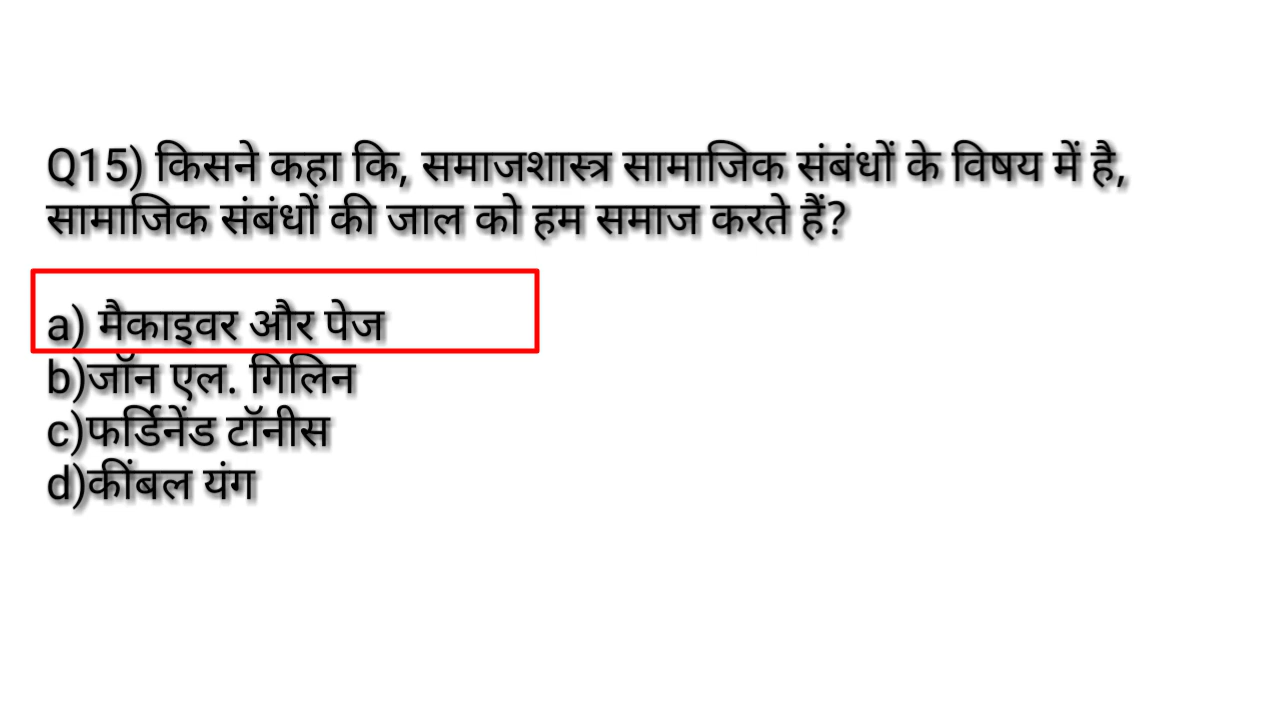 Q15) किसने कहा कि, समाजशास्त्र सामाजिक संबंधों के विषय में है,
सामाजिक संबंधों की जाल को हम समाज करते हैं?
a) मैकाइवर और पेज
b)जॉन एल. गिलिन
c)फर्डिनेंड टॉनीस
d)कींबल यंग